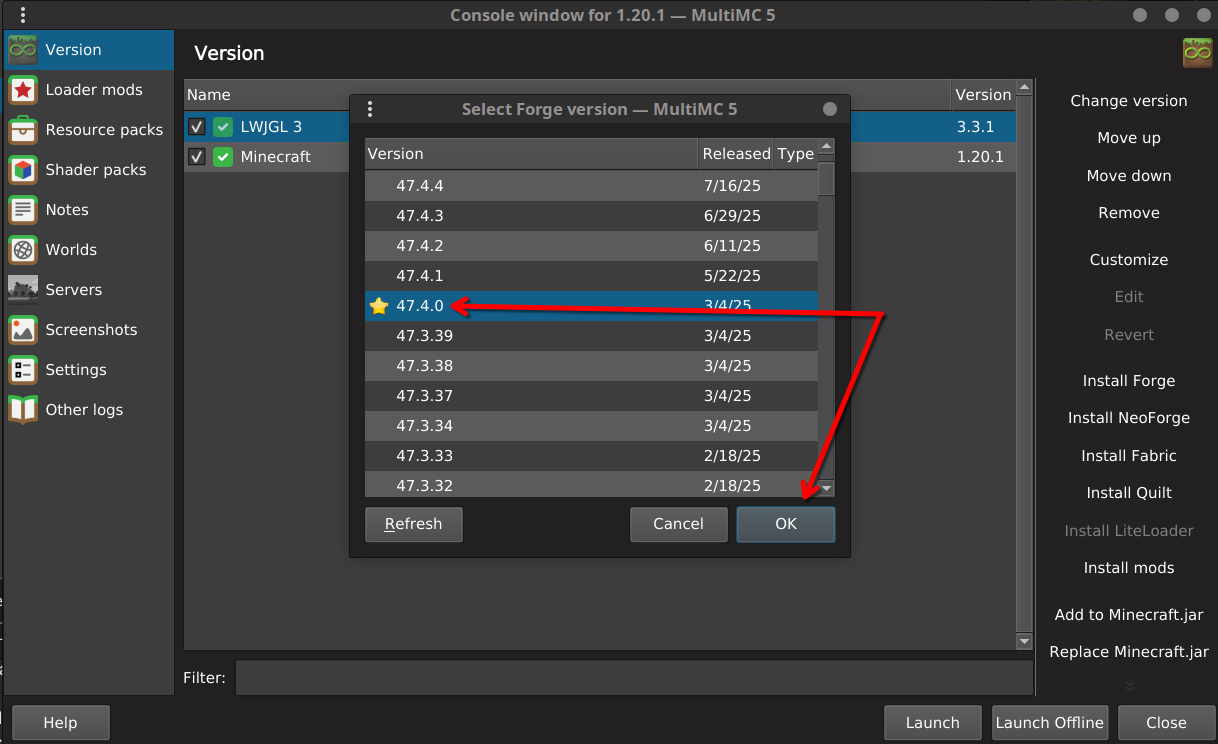 Console window for 1.20.1 — MultiMC 5
Version
Loader mods
Resource packs
Shader packs
Notes
Worlds
Servers
Screenshots
Settings
Other logs
Version
Name Version
LWJGL 3 3.3.1
Minecraft 1.20.1
Select Forge version — MultiMC 5
Version Released Type
47.4.4 7/16/25
47.4.3 6/29/25
47.4.2 6/11/25
47.4.1 5/22/25
47.4.0 3/4/25
47.3.39 3/4/25
47.3.38 3/4/25
47.3.37 3/4/25
47.3.34 3/4/25
47.3.33 2/18/25
47.3.32 2/18/25
Refresh Cancel OK
Change version
Move up
Move down
Remove
Customize
Edit
Revert
Install Forge
Install NeoForge
Install Fabric
Install Quilt
Install LiteLoader
Install mods
Add to Minecraft.jar
Replace Minecraft.jar
Filter:
Help Launch Launch Offline Close